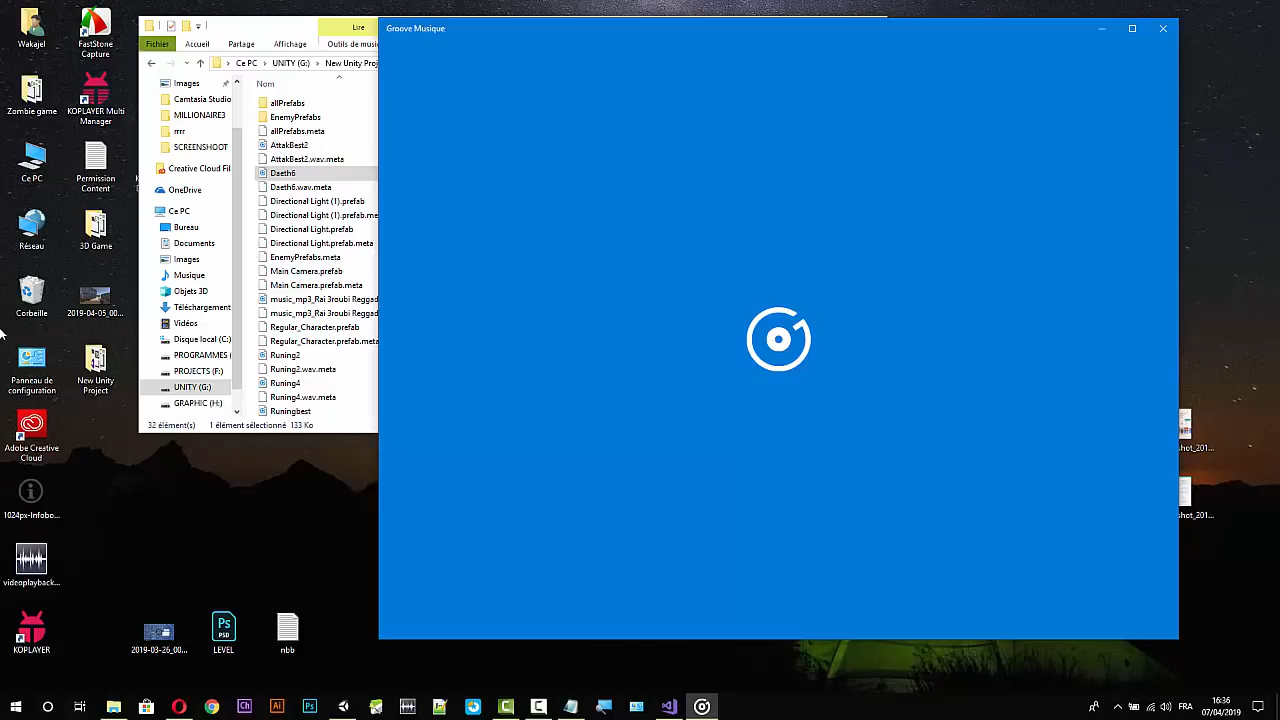 Wakajel
FastStone
Capture
Zombie game
KOPLAYER Multi
Manager
Ce PC
Permission
Content
Réseau
3D Game
Corbeille
2019-04-05_00...
Panneau de
configuration
New Unity
Project
Adobe Creative
Cloud
1024px-Infobo...
videoplayback...
KOPLAYER
2019-03-26_00...
Ps
PSD
LEVEL
nbb
Lire
Fichier
Accueil
Partage
Affichage
Outils de musi
Ce PC
UNITY (G:)
New Unity Proj
Images
Camtasia Studio
MILLIONAIRE3
rrrr
SCREENSHOOT
Creative Cloud Fil
OneDrive
Ce PC
Bureau
Documents
Images
Musique
Objets 3D
Téléchargement
Vidéos
Disque local (C:)
PROGRAMMES (
PROJECTS (F:)
UNITY (G:)
GRAPHIC (H:)
Nom
allPrefabs
EnemyPrefabs
allPrefabs.meta
AttakBest2
AttakBest2.wav.meta
Daeth6
Daeth6.wav.meta
Directional Light (1).prefab
Directional Light (1).prefab.me
Directional Light.prefab
Directional Light.prefab.meta
EnemyPrefabs.meta
Main Camera.prefab
Main Camera.prefab.meta
music_mp3_Rai 3roubi Reggad
music_mp3_Rai 3roubi Reggad
Regular_Character.prefab
Regular_Character.prefab.meta
Runing2
Runing2.wav.meta
Runing4
Runing4.wav.meta
Runingbest
32 élément(s)
1 élément sélectionné 133 Ko
Groove Musique
shot_201...
shot_201...
Ch
Ai
Ps
FRA
16:36
07/04/2019